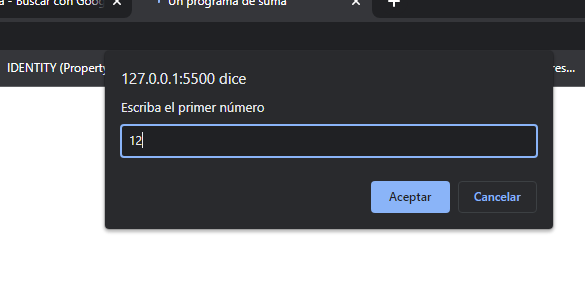 - Buscar con Goog
Un programa de suma
IDENTITY (Property
127.0.0.1:5500 dice
Escriba el primer número
12
Aceptar
Cancelar